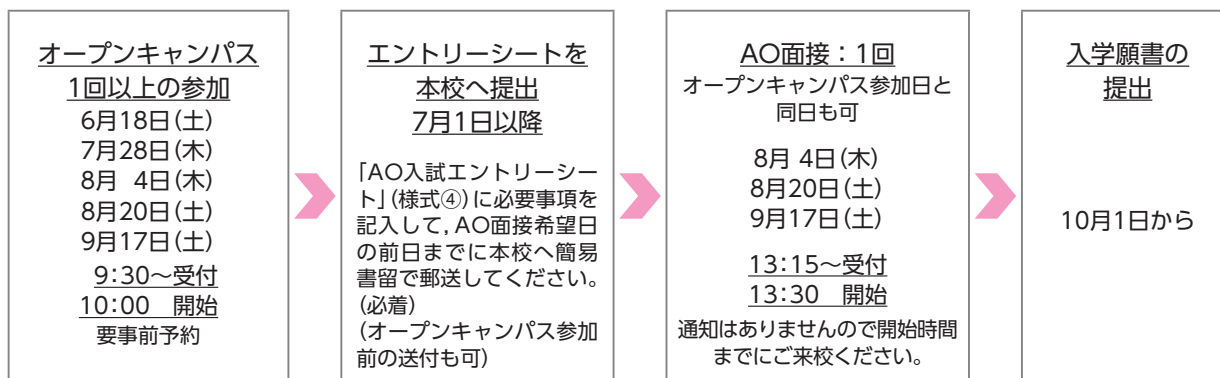 オープンキャンパス
1回以上の参加
6月18日(土)
7月28日(木)
8月 4日(木)
8月20日(土)
9月17日(土)
9:30～受付
10:00 開始
要事前予約
エントリーシートを
本校へ提出
7月1日以降
「AO入試エントリーシー
ト」(様式④)に必要事項を
記入して,AO面接希望日
の前日までに本校へ簡易
書留で郵送してください。
(必着)
(オープンキャンパス参加
前の送付も可)
AO面接：1回
オープンキャンパス参加日と
同日も可
8月 4日(木)
8月20日(土)
9月17日(土)
13:15～受付
13:30 開始
通知はありませんので開始時間
までにご来校ください。
入学願書の
提出
10月1日から